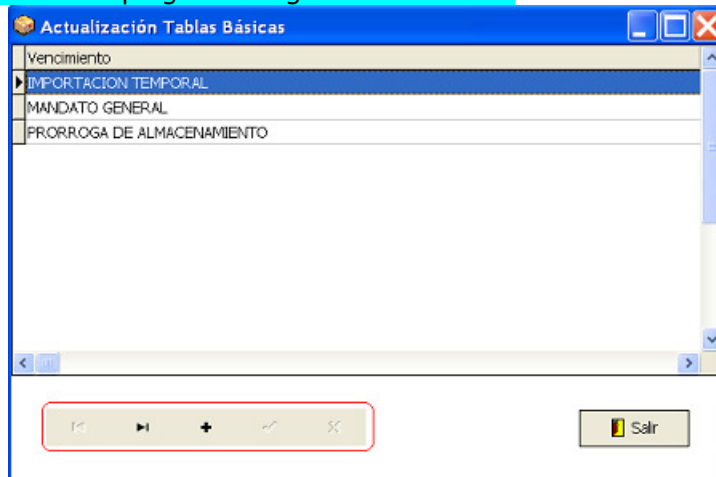 Actualización Tablas Básicas
Vencimiento
IMPORTACION TEMPORAL
MANDATO GENERAL
PRORROGA DE ALMACENAMIENTO
Salir